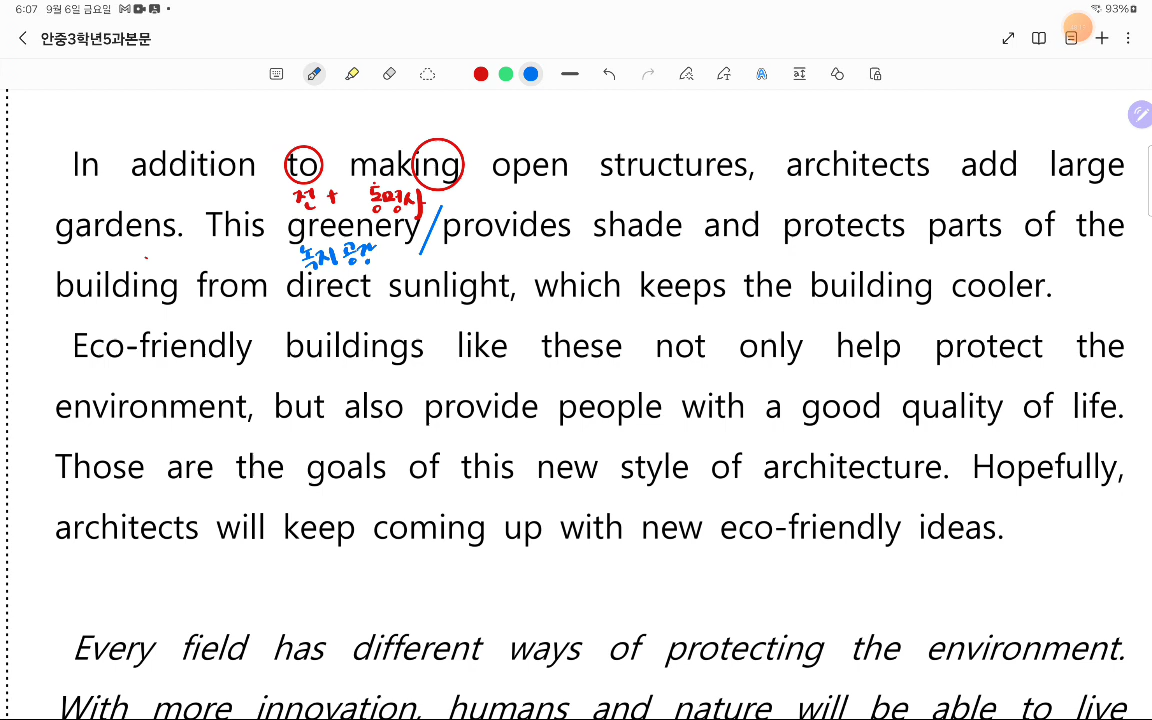 6:07 9월 6일 금요일
93%
안중3학년5과본문
In addition to making open structures, architects add large
전 + 동명사
gardens. This greenery / provides shade and protects parts of the
녹지 공간
building from direct sunlight, which keeps the building cooler.
Eco-friendly buildings like these not only help protect the
environment, but also provide people with a good quality of life.
Those are the goals of this new style of architecture. Hopefully,
architects will keep coming up with new eco-friendly ideas.
Every field has different ways of protecting the environment.
With more innovation, humans and nature will be able to live